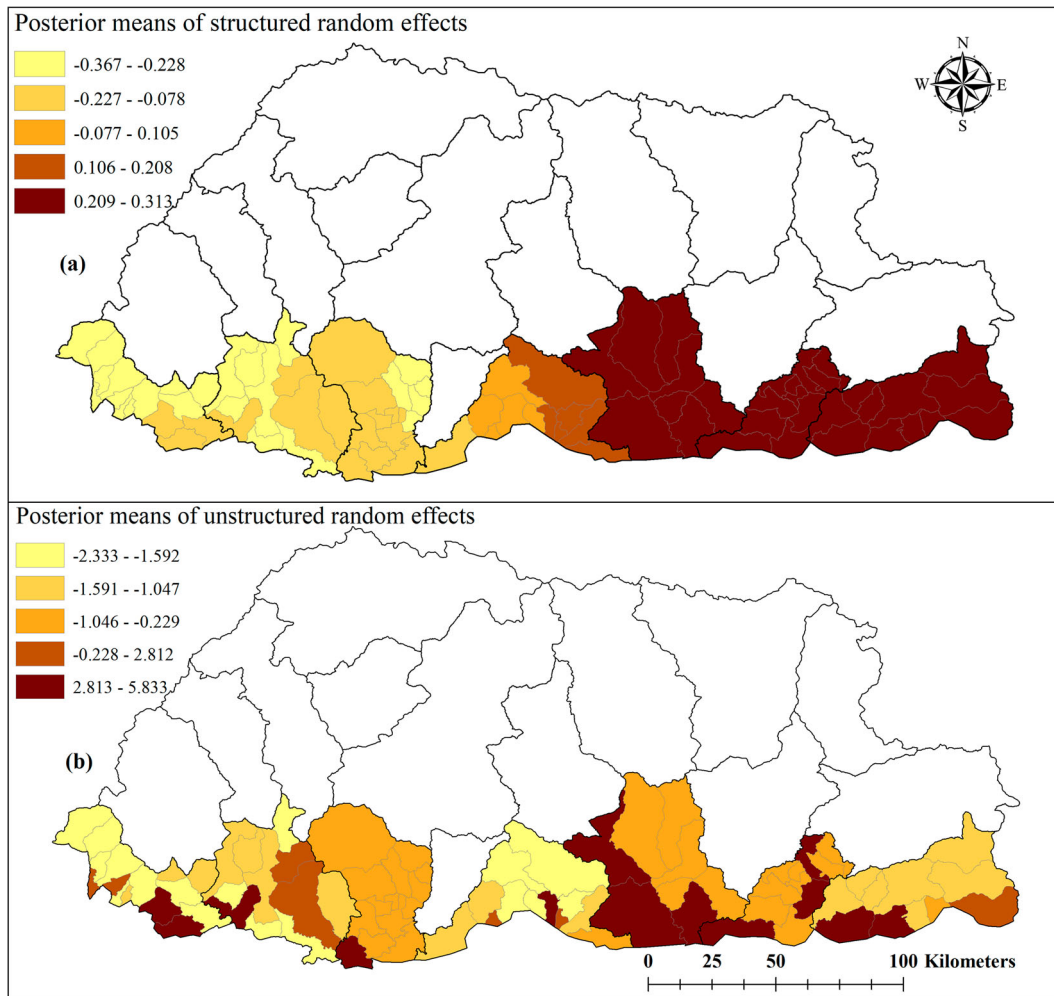 Posterior means of structured random effects
-0.367 - -0.228
-0.227 - -0.078
-0.077 - 0.105
0.106 - 0.208
0.209 - 0.313
N
W E
S
(a)
Posterior means of unstructured random effects
-2.333 - -1.592
-1.591 - -1.047
-1.046 - -0.229
-0.228 - 2.812
2.813 - 5.833
(b)
0 25 50 100 Kilometers